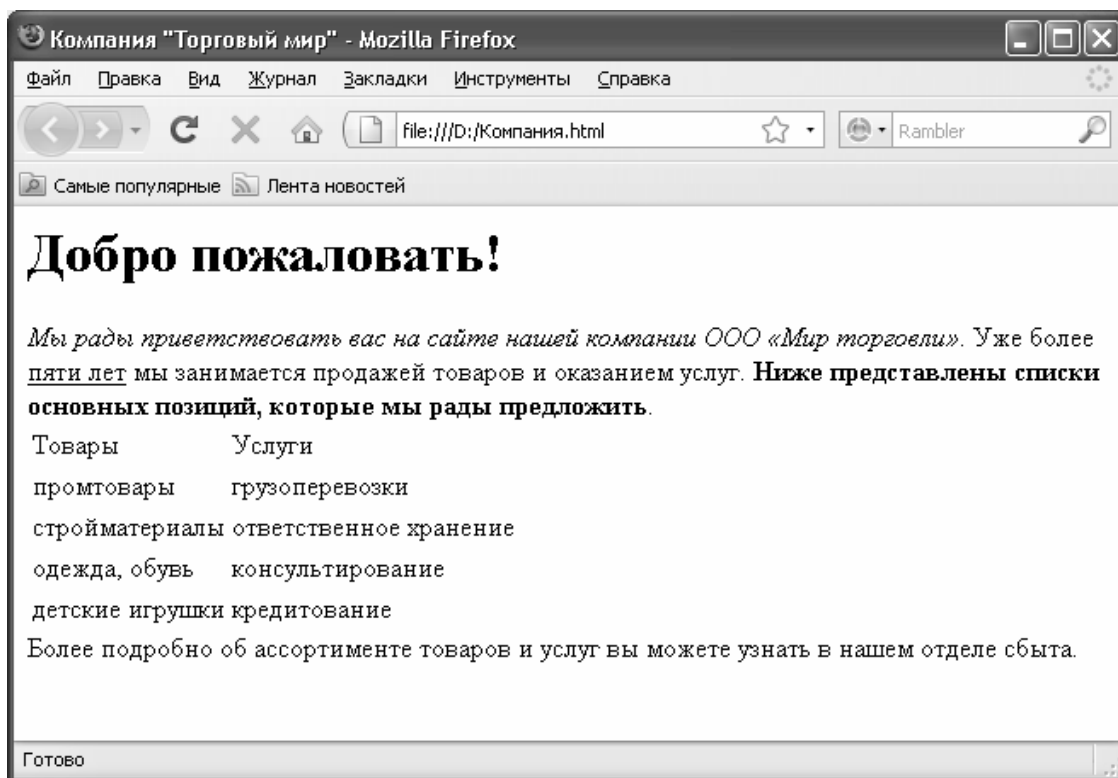 Компания "Торговый мир" - Mozilla Firefox
Файл Правка Вид Журнал Закладки Инструменты Справка
file:///D:/Компания.html Rambler
Самые популярные Лента новостей
Добро пожаловать!
Мы рады приветствовать вас на сайте нашей компании ООО «Мир торговли». Уже более
пяти лет мы занимается продажей товаров и оказанием услуг. Ниже представлены списки
основных позиций, которые мы рады предложить.
Товары Услуги
промтовары грузоперевозки
стройматериалы ответственное хранение
одежда, обувь консультирование
детские игрушки кредитование
Более подробно об ассортименте товаров и услуг вы можете узнать в нашем отделе сбыта.
Готово